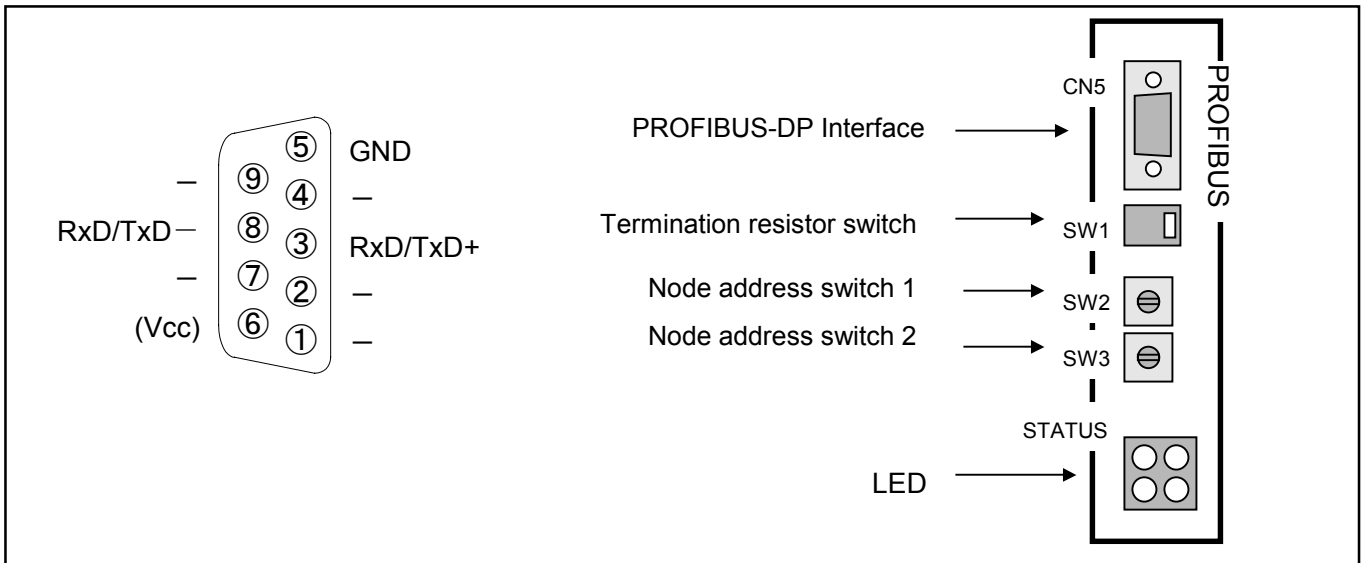 ⑤ GND
– ⑨
④ –
RxD/TxD– ⑧
③ RxD/TxD+
– ⑦
② –
(Vcc) ⑥
① –
PROFIBUS-DP Interface
Termination resistor switch
Node address switch 1
Node address switch 2
LED
CN5
SW1
SW2
SW3
STATUS
PROFIBUS